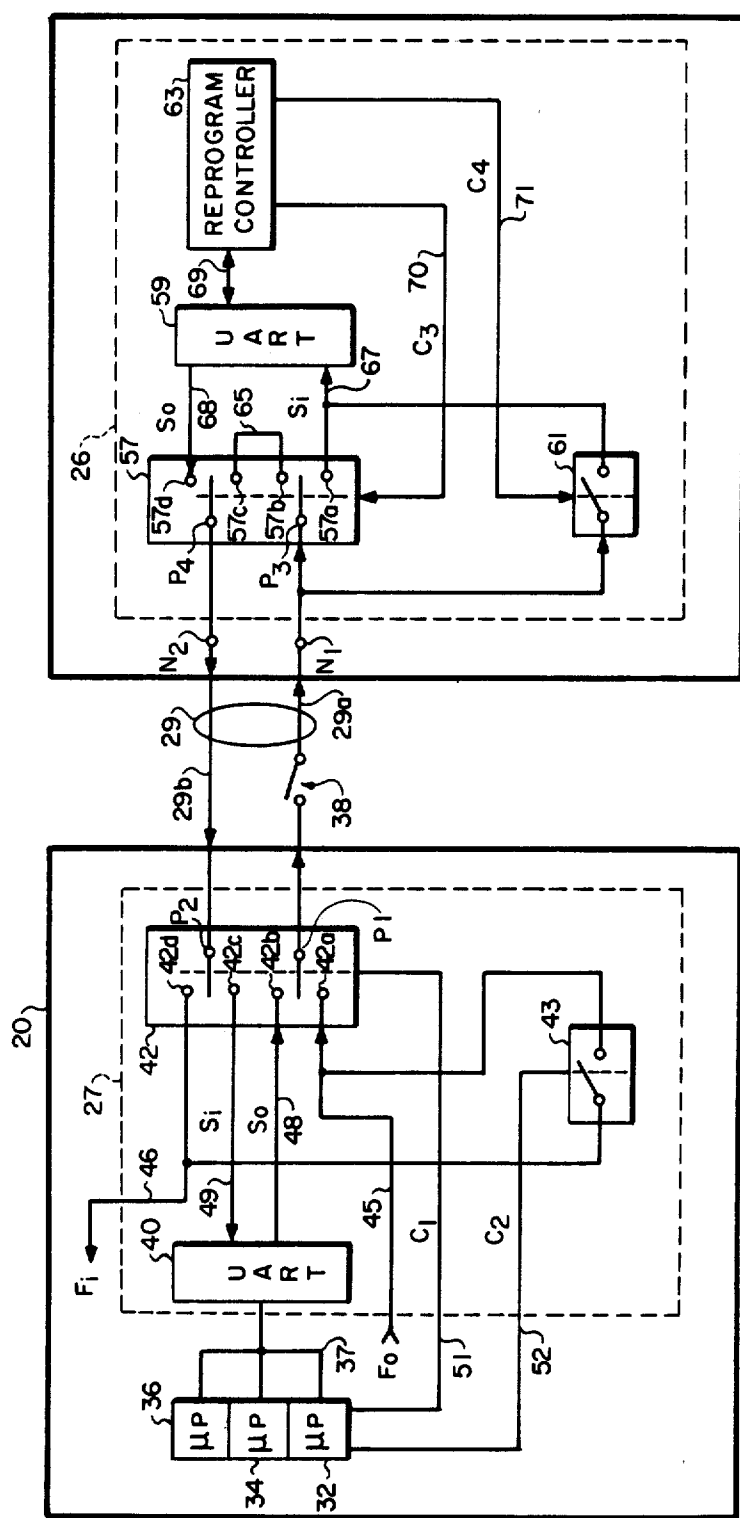 20
27
36
μP
34
μP
32
μP
37
40
UART
Fi
46
49
Si
So
48
42
42d
P2
42c
42b
P1
42a
45
Fo
C1
51
C2
52
43
29b
29
29a
38
N2
N1
26
57
57d
P4
57c
57b
P3
57a
65
So
68
Si
67
59
UART
69
63
REPROGRAM
CONTROLLER
70
C3
C4
71
61